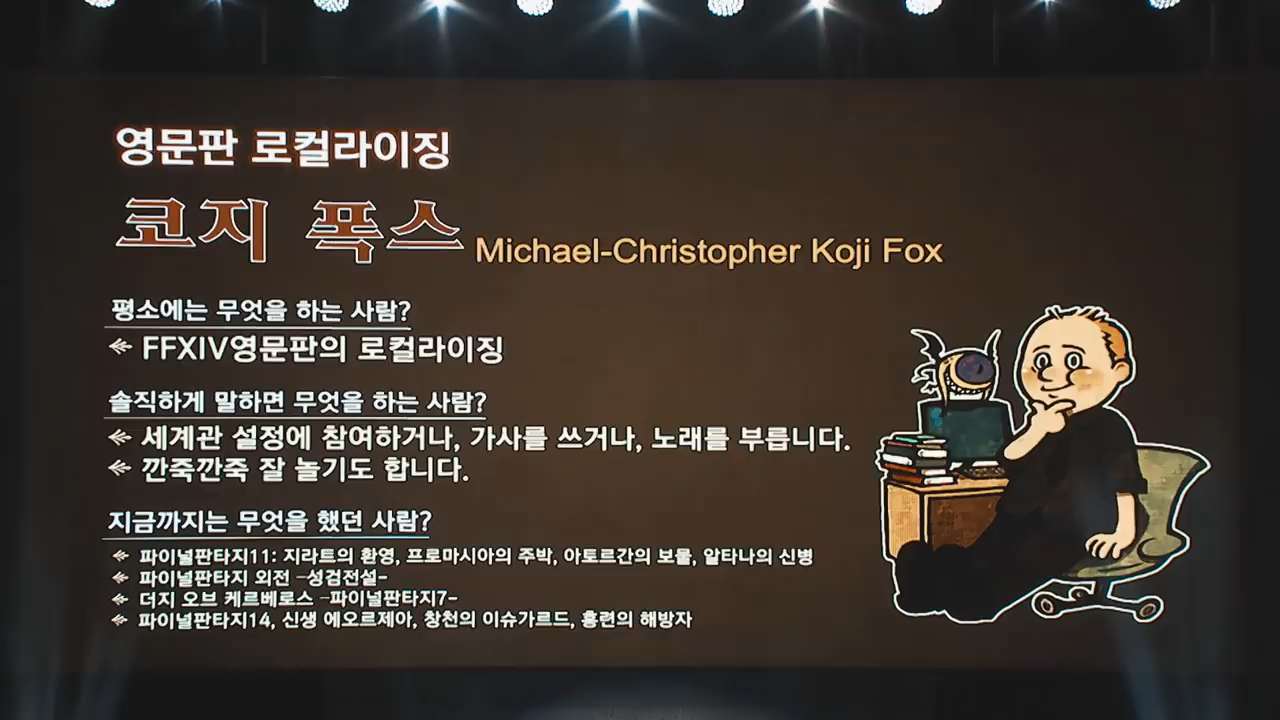 영문판 로컬라이징
코지 폭스 Michael-Christopher Koji Fox
평소에는 무엇을 하는 사람?
FFXIV영문판의 로컬라이징
솔직하게 말하면 무엇을 하는 사람?
세계관 설정에 참여하거나, 가사를 쓰거나, 노래를 부릅니다.
깐죽깐죽 잘 놀기도 합니다.
지금까지는 무엇을 했던 사람?
파이널판타지11: 지라트의 환영, 프로마시아의 주박, 아토르간의 보물, 알타나의 신병
파이널판타지 외전 -성검전설-
더지 오브 케르베로스 -파이널판타지7-
파이널판타지14, 신생 에오르제아, 창천의 이슈가르드, 홍련의 해방자